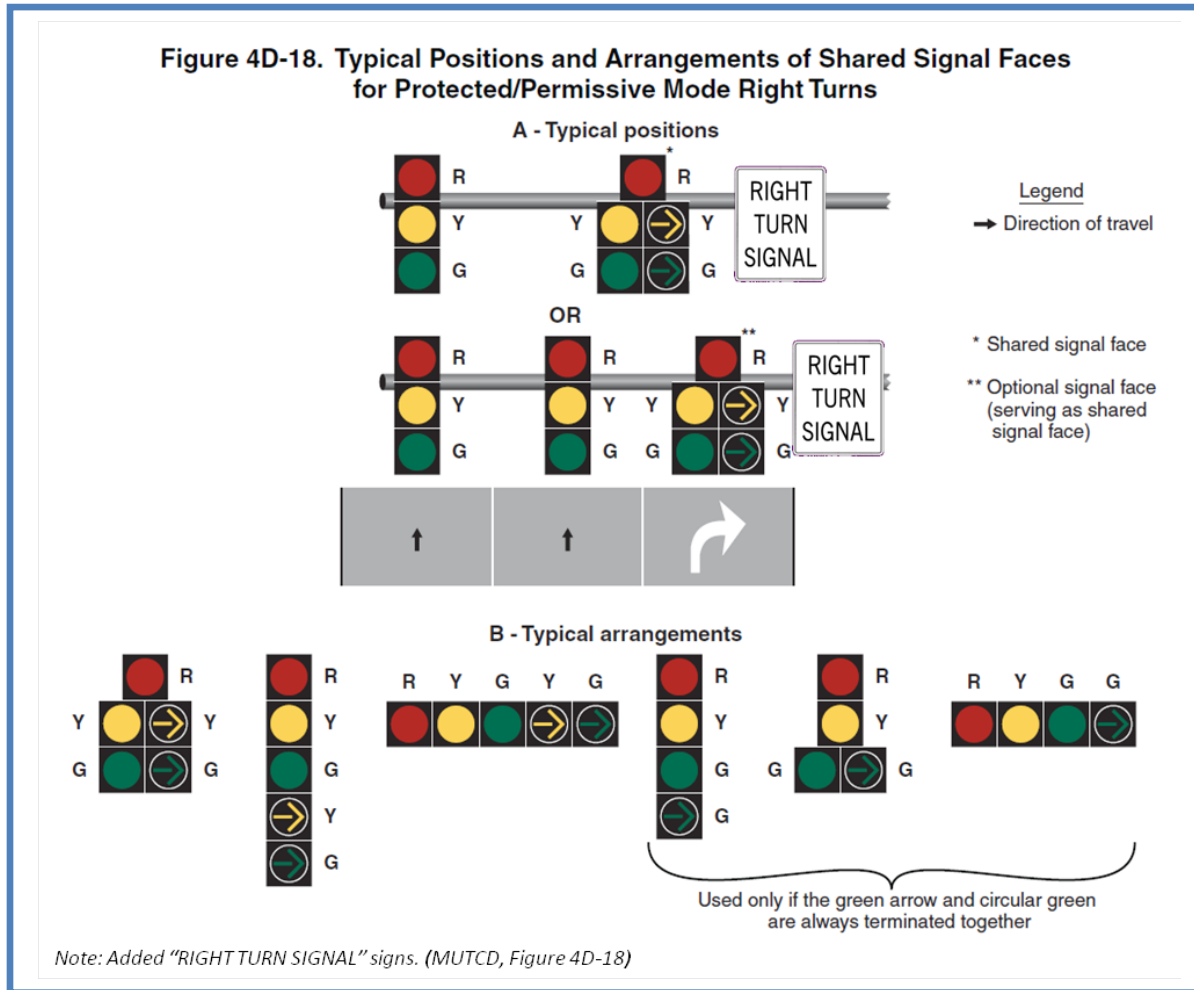 Figure 4D-18. Typical Positions and Arrangements of Shared Signal Faces
for Protected/Permissive Mode Right Turns
A - Typical positions
*
R R
Y Y Y
G G G
RIGHT
TURN
SIGNAL
Legend
→ Direction of travel
OR
**
R R R
Y Y Y Y
G G G G
RIGHT
TURN
SIGNAL
* Shared signal face
** Optional signal face
(serving as shared
signal face)
B - Typical arrangements
R
Y Y
G G
R
Y
G
Y
G
R Y G Y G
R
Y
G
G
R
Y
G G
R Y G G
Used only if the green arrow and circular green
are always terminated together
Note: Added “RIGHT TURN SIGNAL” signs. (MUTCD, Figure 4D-18)